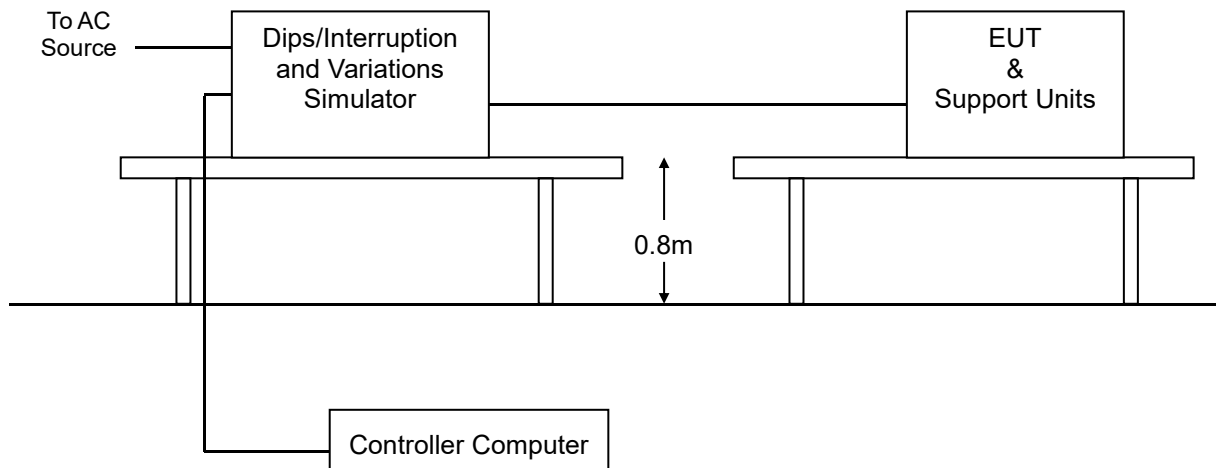 To AC
Source
Dips/Interruption
and Variations
Simulator
EUT
&
Support Units
0.8m
Controller Computer